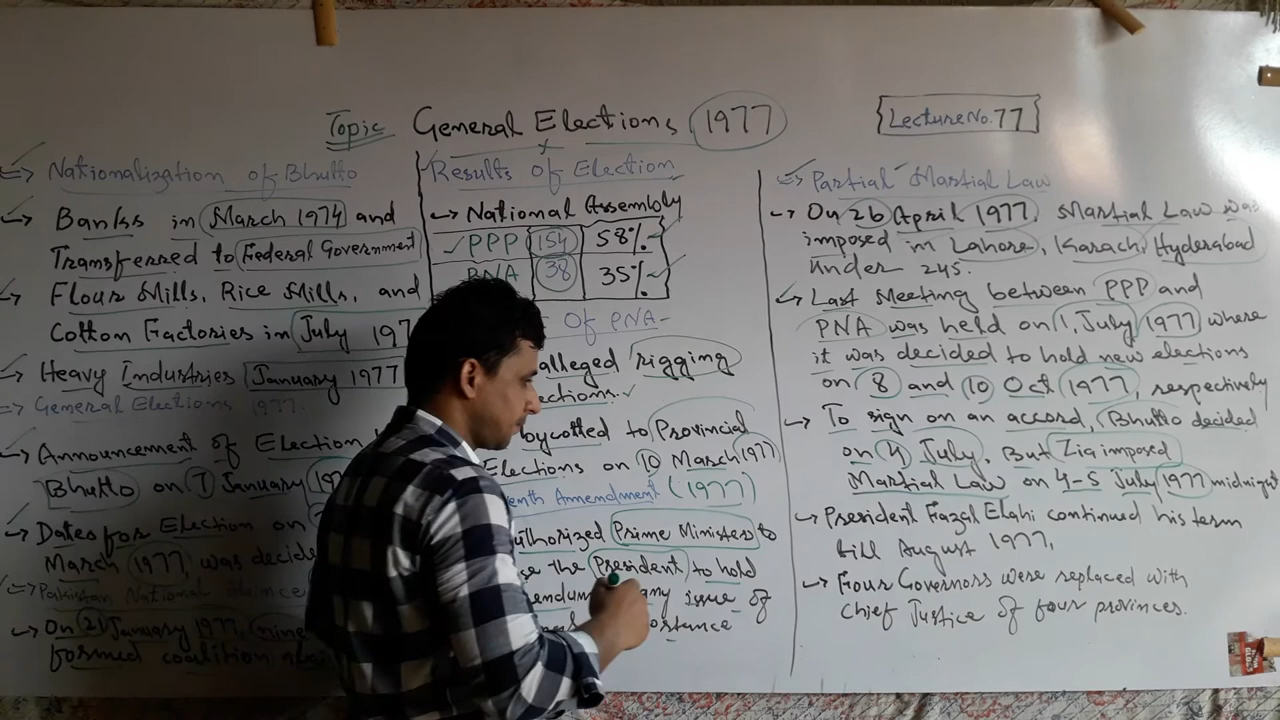 Topic General Elections 1977
Lecture No. 77
Nationalization of Bhutto
→ Banks in March 1974 and
Transferred to Federal Government
→ Flour Mills, Rice Mills, and
Cotton Factories in July 197
→ Heavy Industries January 1977
General Elections 1977.
→ Announcement of Election
Bhutto on 7 January
→ Dates for Election on
March 1977, was decide
Pakistan National
→ On 21 January 1977, nine
formed coalition
Results of Election
→ National Assembly
PPP 154 58%.
PNA 38 35%.
Of PNA
alleged rigging
ections.
oycotted to Provincial
Elections on 10 March 1977
enth Amendment (1977)
uthorized Prime Minister to
the President to hold
endum any issue of
ortance
Partial Martial Law
→ On 26 April 1977, Martial Law was
imposed in Lahore, Karachi, Hyderabad
under 245.
→ Last Meeting between PPP and
PNA was held on 1, July 1977 where
it was decided to hold new elections
on 8 and 10 Oct 1977, respectively
→ To sign on an accord, Bhutto decided
on 4 July, But Zia imposed
Martial Law on 4-5 July 1977 midnight
→ President Fazal Elahi continued his term
till August 1977,
→ Four Governors were replaced with
Chief Justice of four provinces.